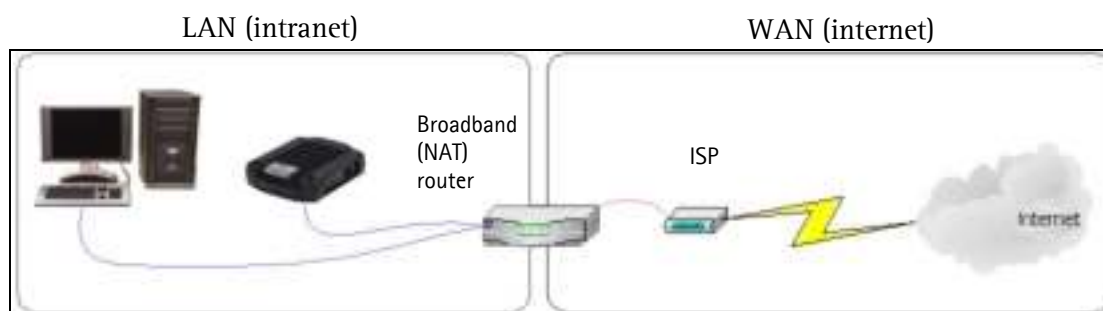 LAN (intranet)
WAN (internet)
Broadband
(NAT)
router
ISP
Internet